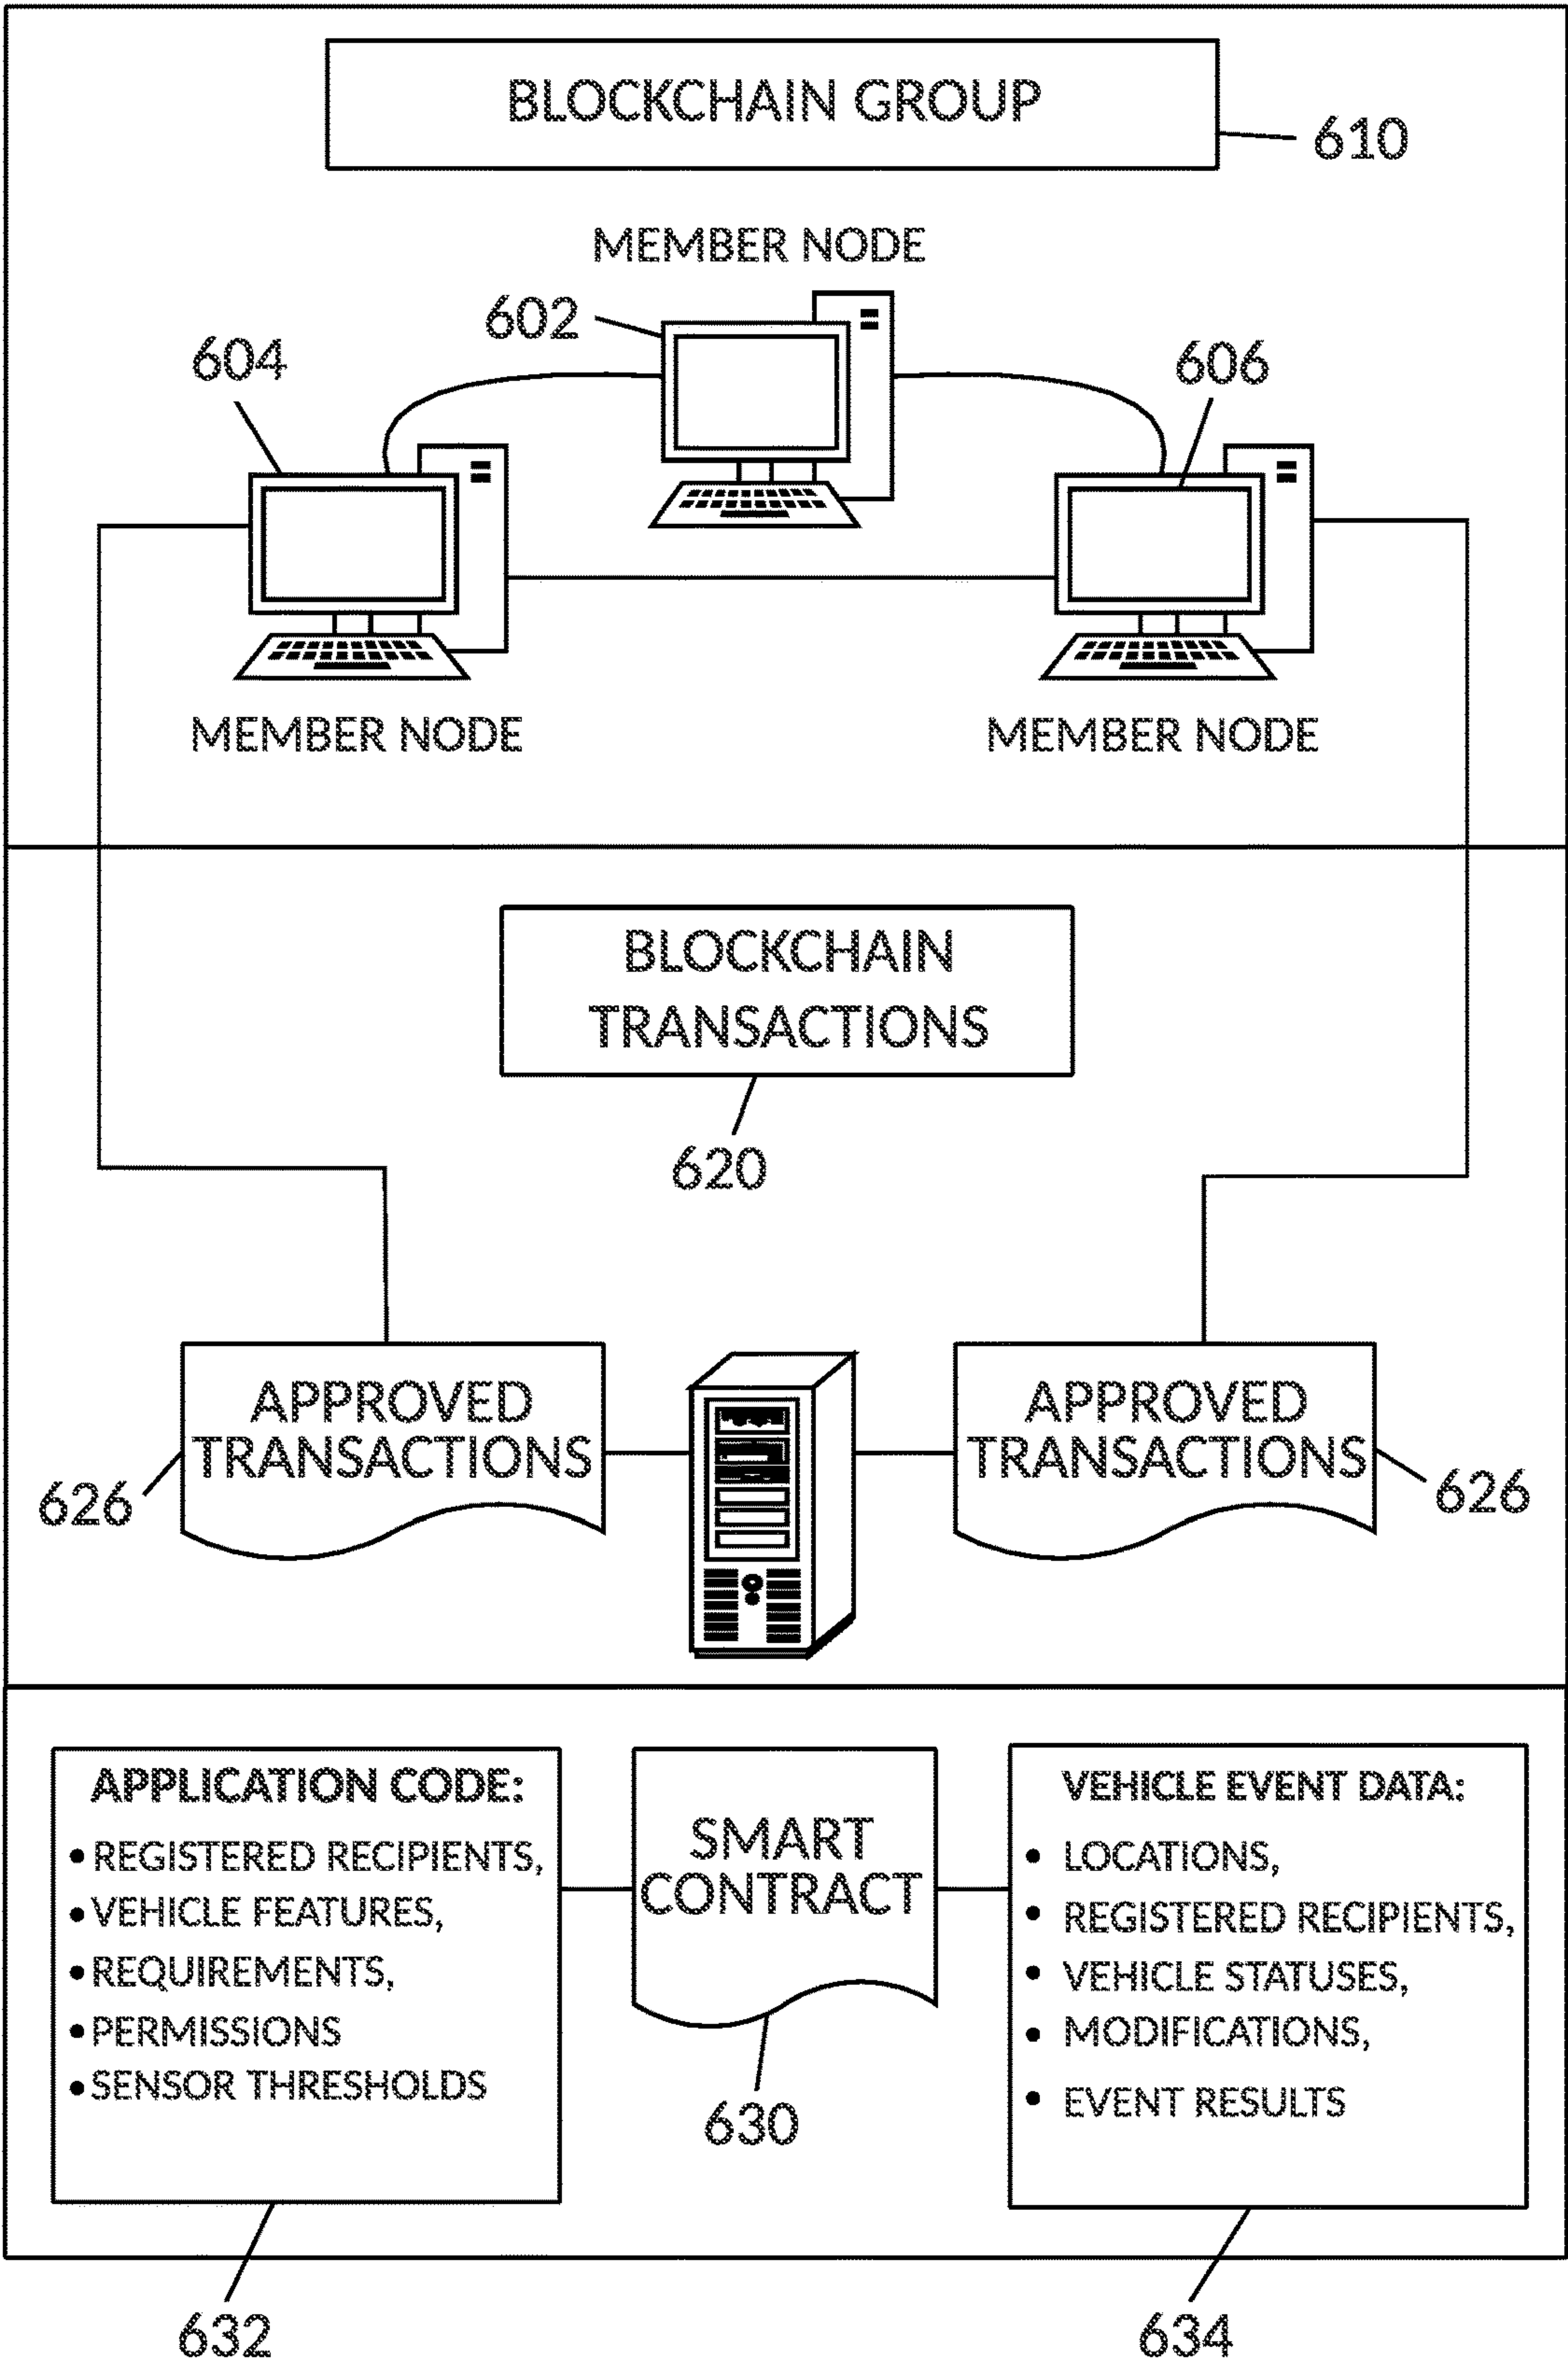 BLOCKCHAIN GROUP
610
MEMBER NODE
602
604
606
MEMBER NODE
MEMBER NODE
BLOCKCHAIN
TRANSACTIONS
620
APPROVED
TRANSACTIONS
626
APPROVED
TRANSACTIONS
626
APPLICATION CODE:
• REGISTERED RECIPIENTS,
• VEHICLE FEATURES,
• REQUIREMENTS,
• PERMISSIONS
• SENSOR THRESHOLDS
632
SMART
CONTRACT
630
VEHICLE EVENT DATA:
• LOCATIONS,
• REGISTERED RECIPIENTS,
• VEHICLE STATUSES,
• MODIFICATIONS,
• EVENT RESULTS
634